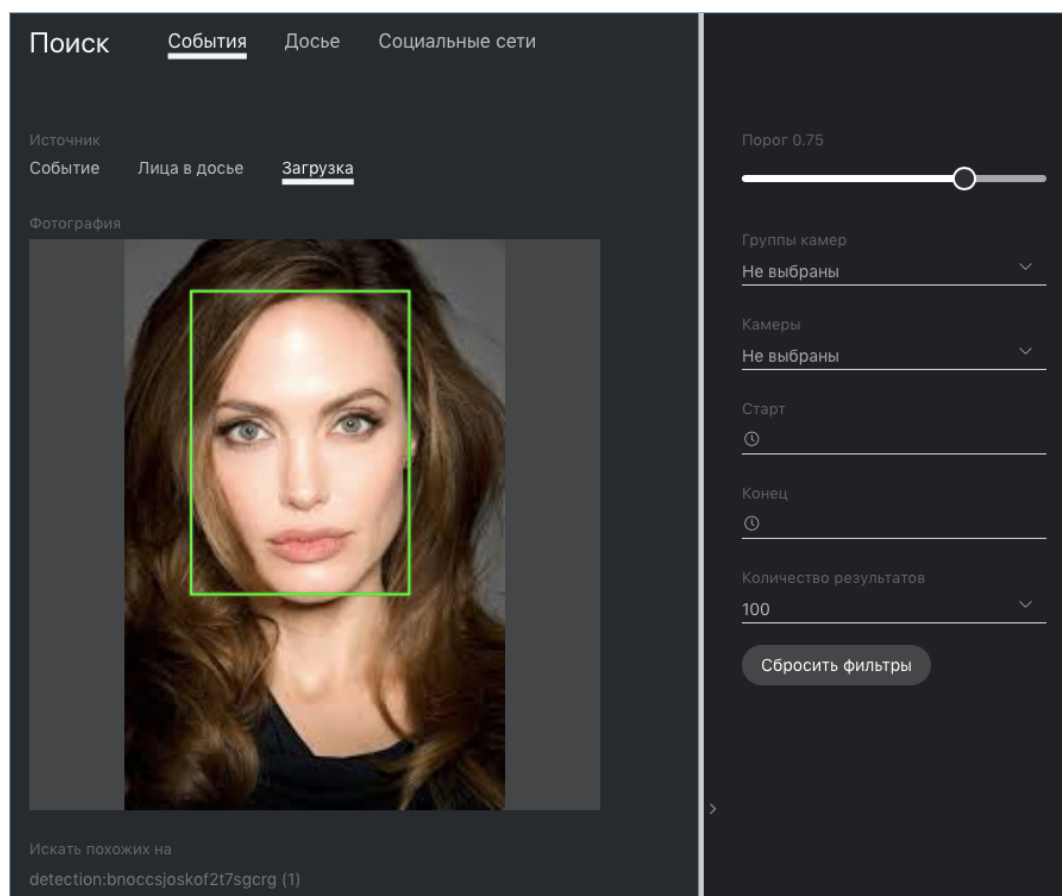 Поиск События Досье Социальные сети
Источник
Событие Лица в досье Загрузка
Фотография
Искать похожих на
detection:bnoccsjoskof2t7sgcrg (1)
Порог 0.75
Группы камер
Не выбраны
Камеры
Не выбраны
Старт
Конец
Количество результатов
100
Сбросить фильтры